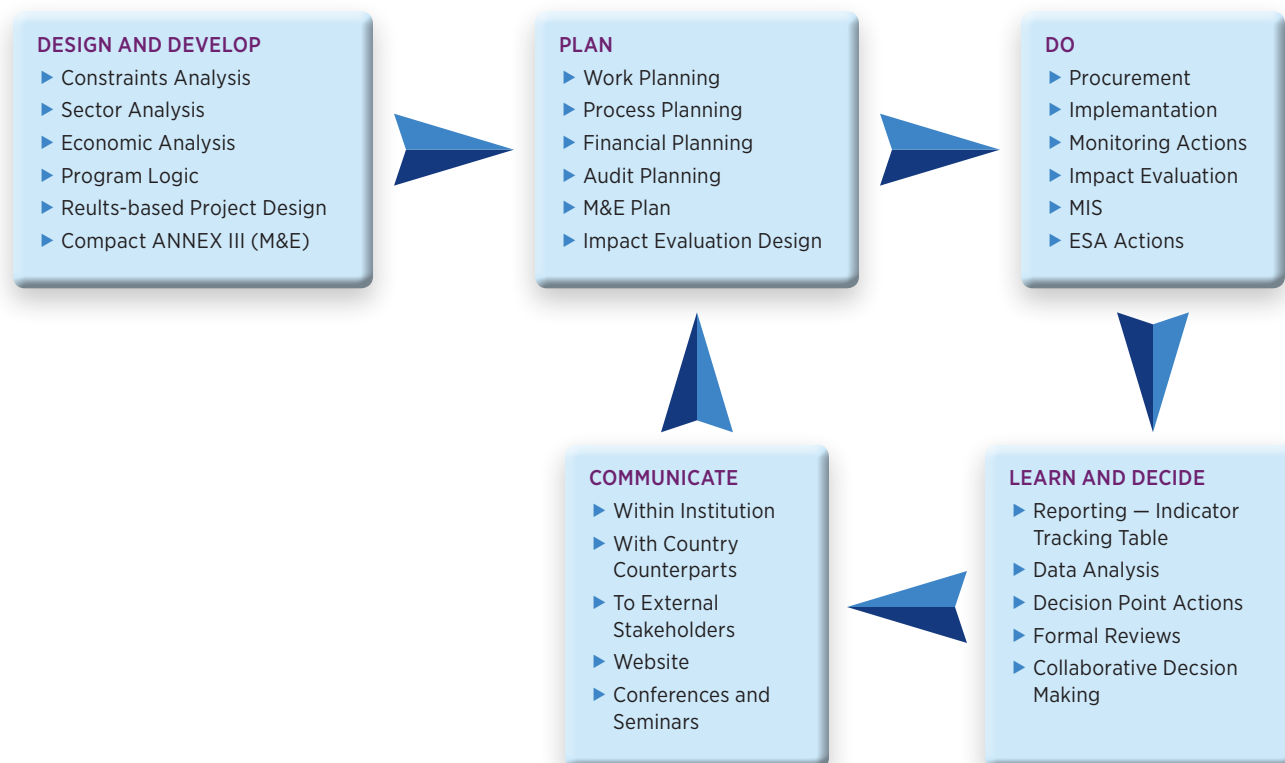 DESIGN AND DEVELOP
Constraints Analysis
Sector Analysis
Economic Analysis
Program Logic
Reults-based Project Design
Compact ANNEX III (M&E)
PLAN
Work Planning
Process Planning
Financial Planning
Audit Planning
M&E Plan
Impact Evaluation Design
DO
Procurement
Implemantation
Monitoring Actions
Impact Evaluation
MIS
ESA Actions
LEARN AND DECIDE
Reporting — Indicator
Tracking Table
Data Analysis
Decision Point Actions
Formal Reviews
Collaborative Decsion
Making
COMMUNICATE
Within Institution
With Country
Counterparts
To External
Stakeholders
Website
Conferences and
Seminars